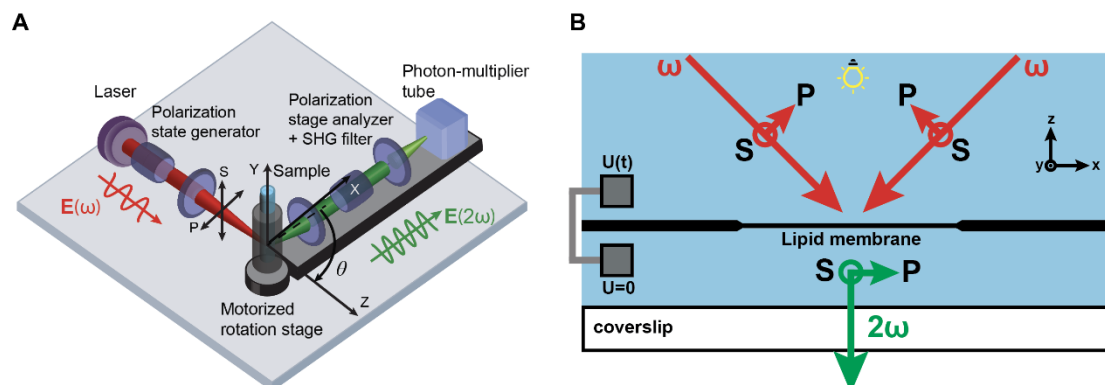 A
Laser
Polarization
state generator
Polarization
stage analyzer
+ SHG filter
Photon-multiplier
tube
S
P
Y
Sample
X
E(ω)
E(2ω)
θ
Z
Motorized
rotation stage
B
ω
ω
P
P
S
S
z
y
x
U(t)
Lipid membrane
U=0
S
P
coverslip
2ω